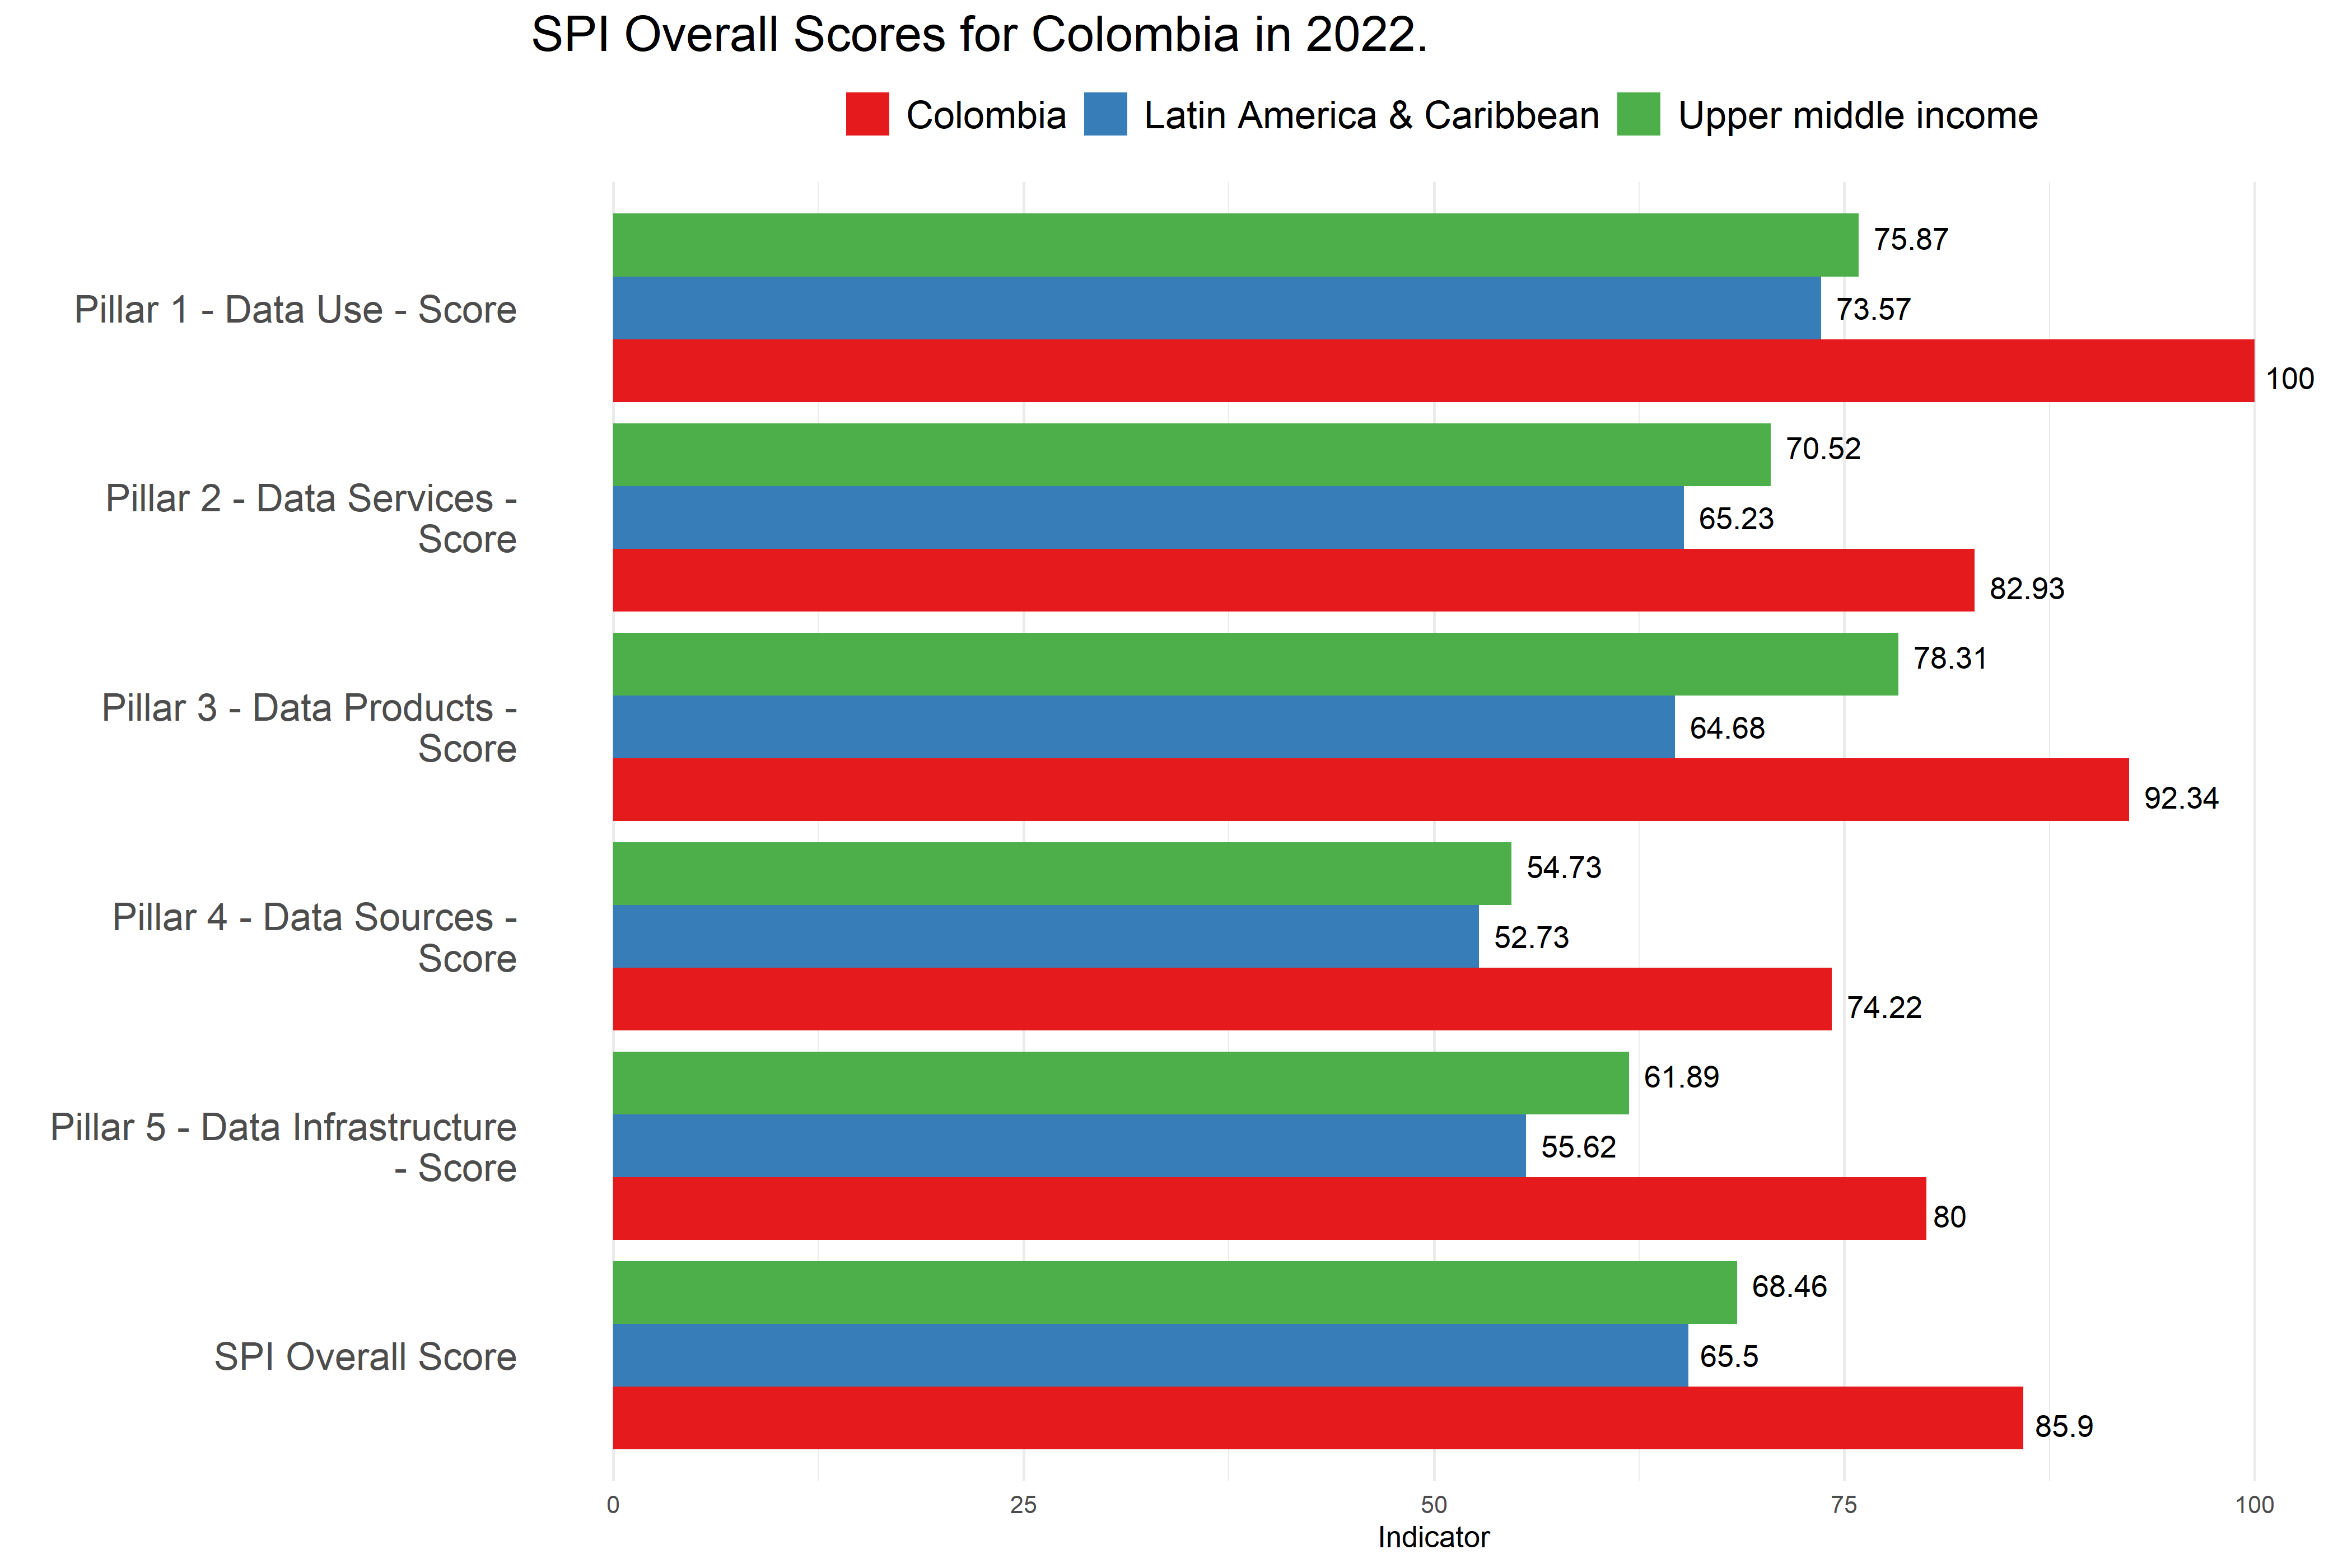 SPI Overall Scores for Colombia in 2022.
Colombia Latin America & Caribbean Upper middle income
Pillar 1 - Data Use - Score
75.87
73.57
100
Pillar 2 - Data Services -
Score
70.52
65.23
82.93
Pillar 3 - Data Products -
Score
78.31
64.68
92.34
Pillar 4 - Data Sources -
Score
54.73
52.73
74.22
Pillar 5 - Data Infrastructure
- Score
61.89
55.62
80
SPI Overall Score
68.46
65.5
85.9
0 25 50 75 100
Indicator